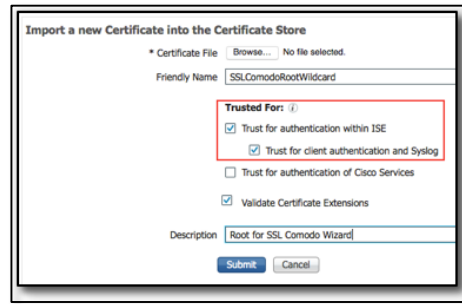 Import a new Certificate into the Certificate Store
* Certificate File Browse... No file selected.
Friendly Name SSLComodoRootWildcard
Trusted For:
Trust for authentication within ISE
Trust for client authentication and Syslog
Trust for authentication of Cisco Services
Validate Certificate Extensions
Description Root for SSL Comodo Wizard
Submit Cancel